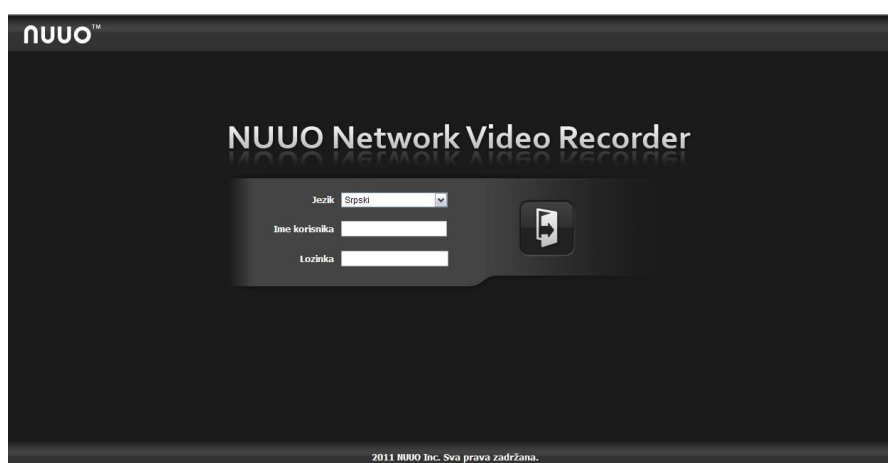 nuuo™
NUUO Network Video Recorder
Jezik Srpski
Ime korisnika
Lozinka
2011 NUUO Inc. Sva prava zadržana.